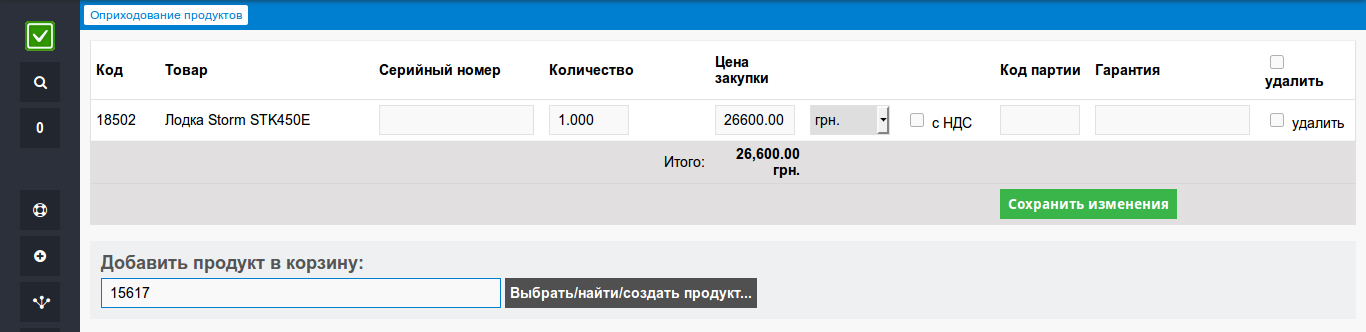 Оприходование продуктов
0
Код Товар Серийный номер Количество Цена закупки Код партии Гарантия удалить
18502 Лодка Storm STK450E 1.000 26600.00 грн. с НДС удалить
Итого: 26,600.00 грн.
Сохранить изменения
Добавить продукт в корзину:
15617 Выбрать/найти/создать продукт...